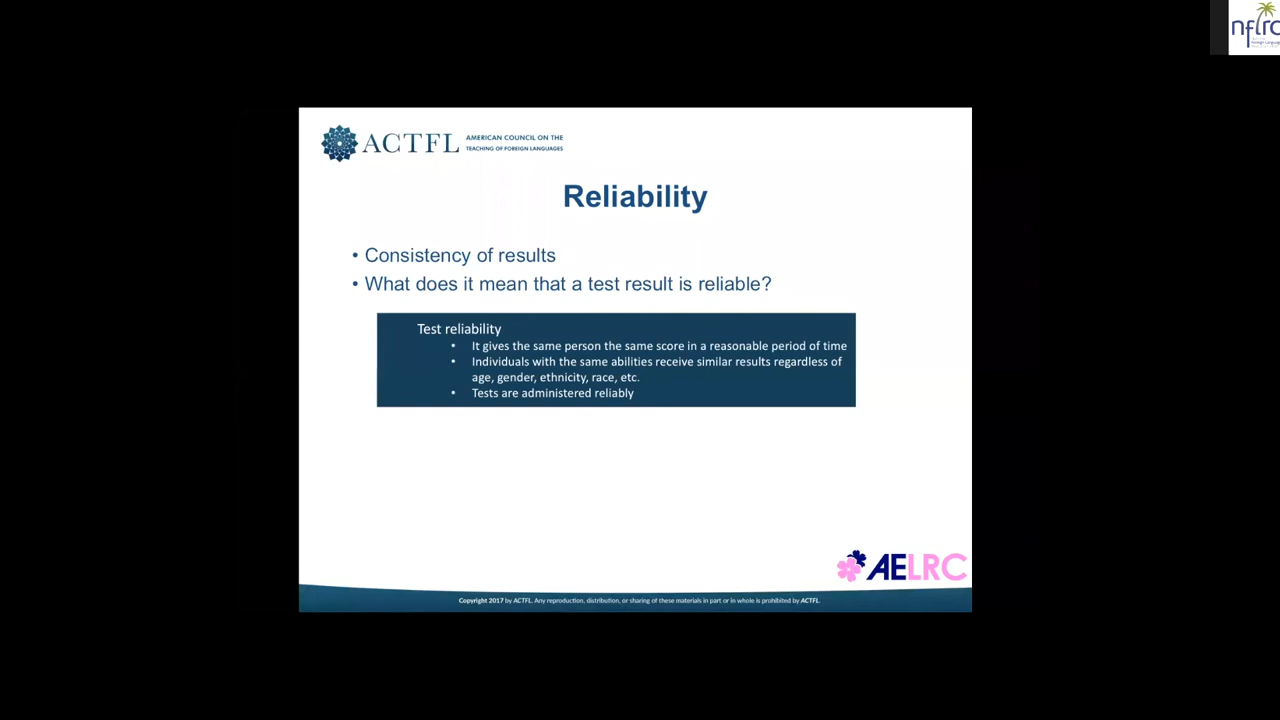 nflrc
ACTFL
AMERICAN COUNCIL ON THE
TEACHING OF FOREIGN LANGUAGES
Reliability
• Consistency of results
• What does it mean that a test result is reliable?
Test reliability
• It gives the same person the same score in a reasonable period of time
• Individuals with the same abilities receive similar results regardless of
age, gender, ethnicity, race, etc.
• Tests are administered reliably
AELRC
Copyright 2017 by ACTFL. Any reproduction, distribution, or sharing of these materials in part or in whole is prohibited by ACTFL.